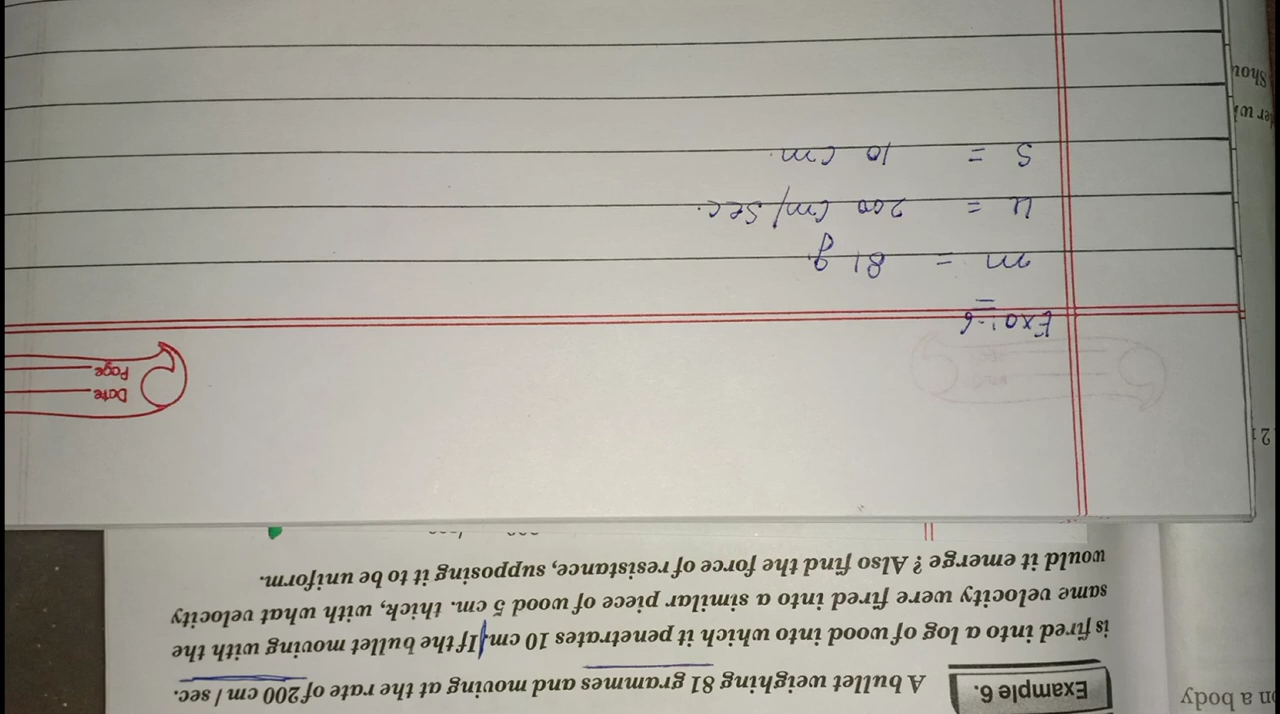 Example 6. A bullet weighing 81 grammes and moving at the rate of 200 cm / sec.
is fired into a log of wood into which it penetrates 10 cm. If the bullet moving with the
same velocity were fired into a similar piece of wood 5 cm. thick, with what velocity
would it emerge ? Also find the force of resistance, supposing it to be uniform.
n a body
Date
Page
Exa:-6
m = 81 g.
u = 200 cm/sec.
s = 10 cm.